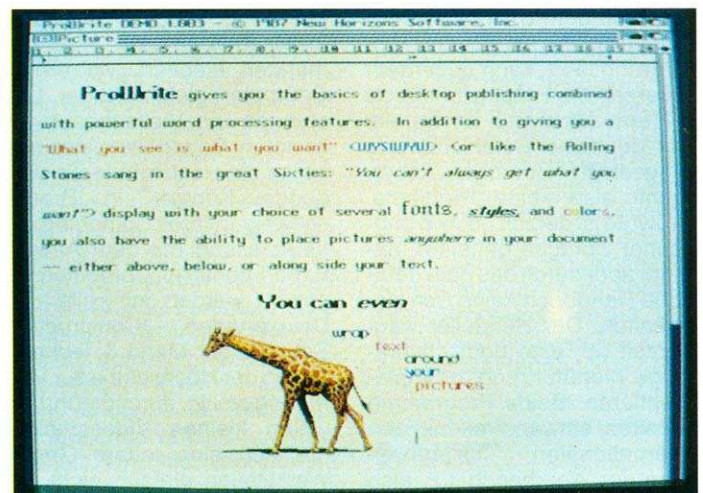 ProWrite DEMO 1.003 — © 1987 New Horizons Software, Inc.
Picture
1 2 3 4 5 6 7 8 9 10 11 12 13 14 15 16 17 18 19 20
ProWrite gives you the basics of desktop publishing combined
with powerful word processing features. In addition to giving you a
"What you see is what you want" <WYSIWYW> (or like the Rolling
Stones sang in the great Sixties: "You can't always get what you
want") display with your choice of several fonts, styles, and colors,
you also have the ability to place pictures anywhere in your document
— either above, below, or along side your text.
You can even
wrap
text
around
your
pictures